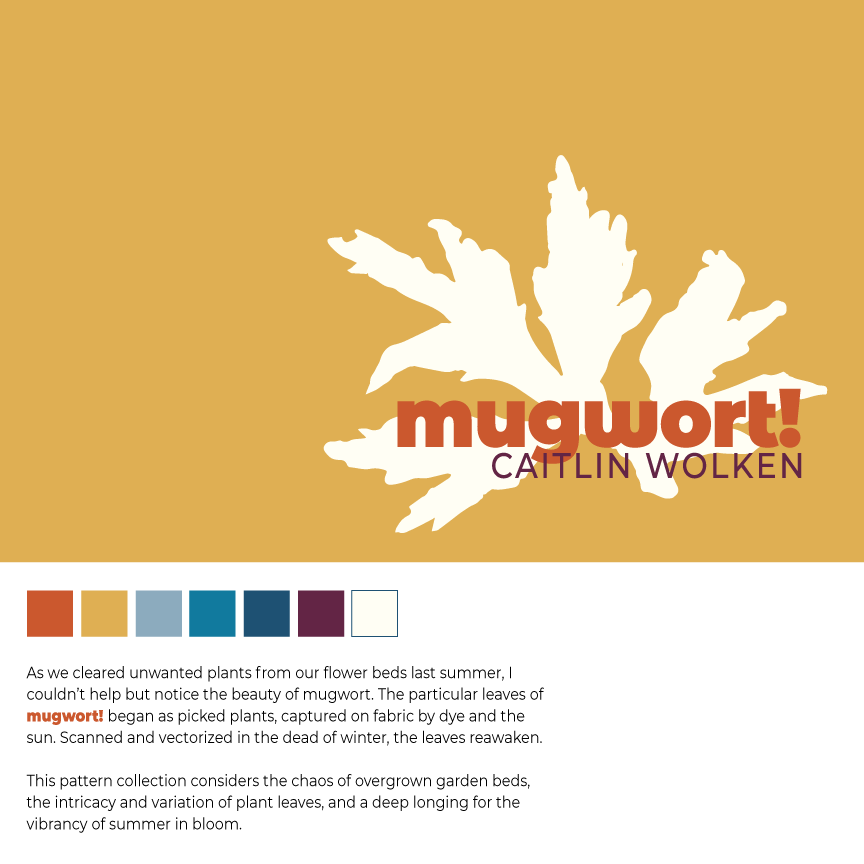 mugwort!
CAITLIN WOLKEN
As we cleared unwanted plants from our flower beds last summer, I
couldn't help but notice the beauty of mugwort. The particular leaves of
mugwort! began as picked plants, captured on fabric by dye and the
sun. Scanned and vectorized in the dead of winter, the leaves reawaken.
This pattern collection considers the chaos of overgrown garden beds,
the intricacy and variation of plant leaves, and a deep longing for the
vibrancy of summer in bloom.